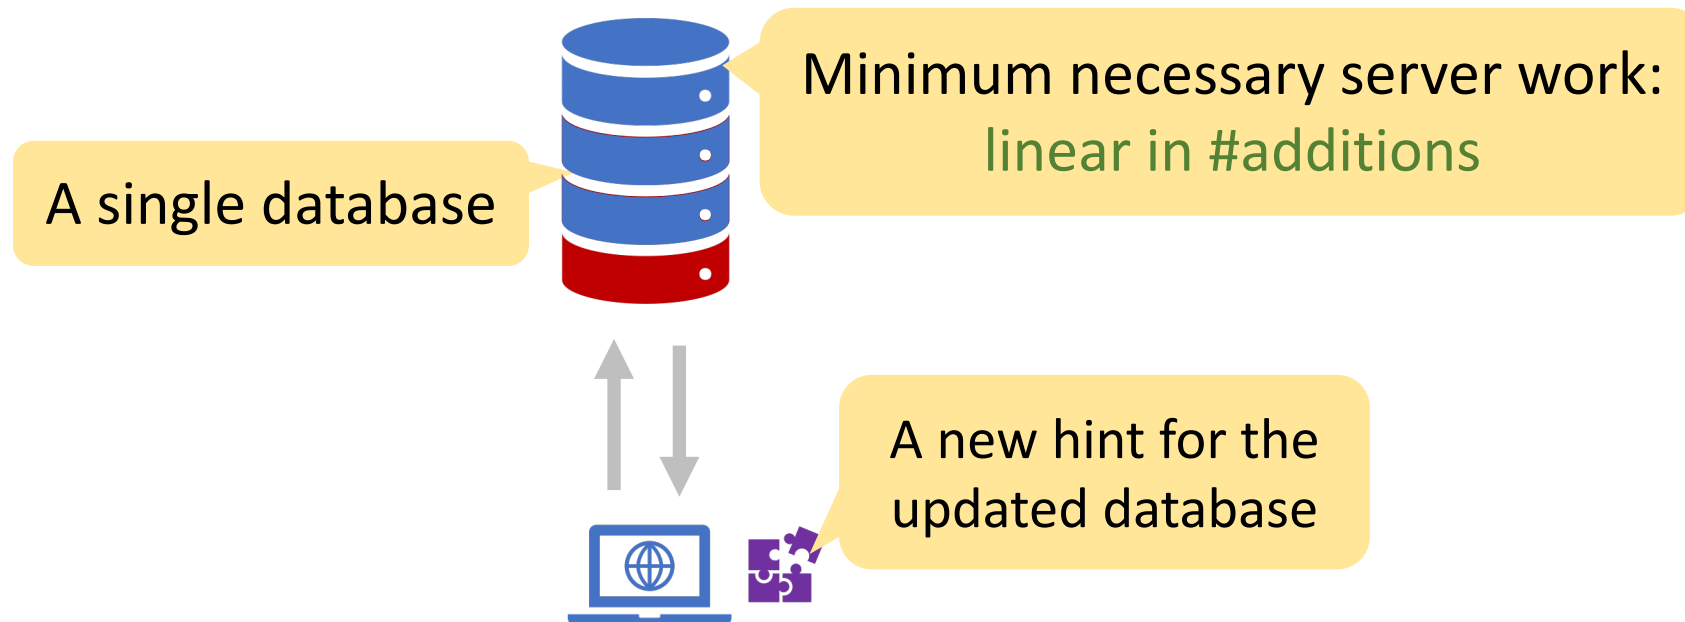 Minimum necessary server work:
linear in #additions
A single database
A new hint for the
updated database